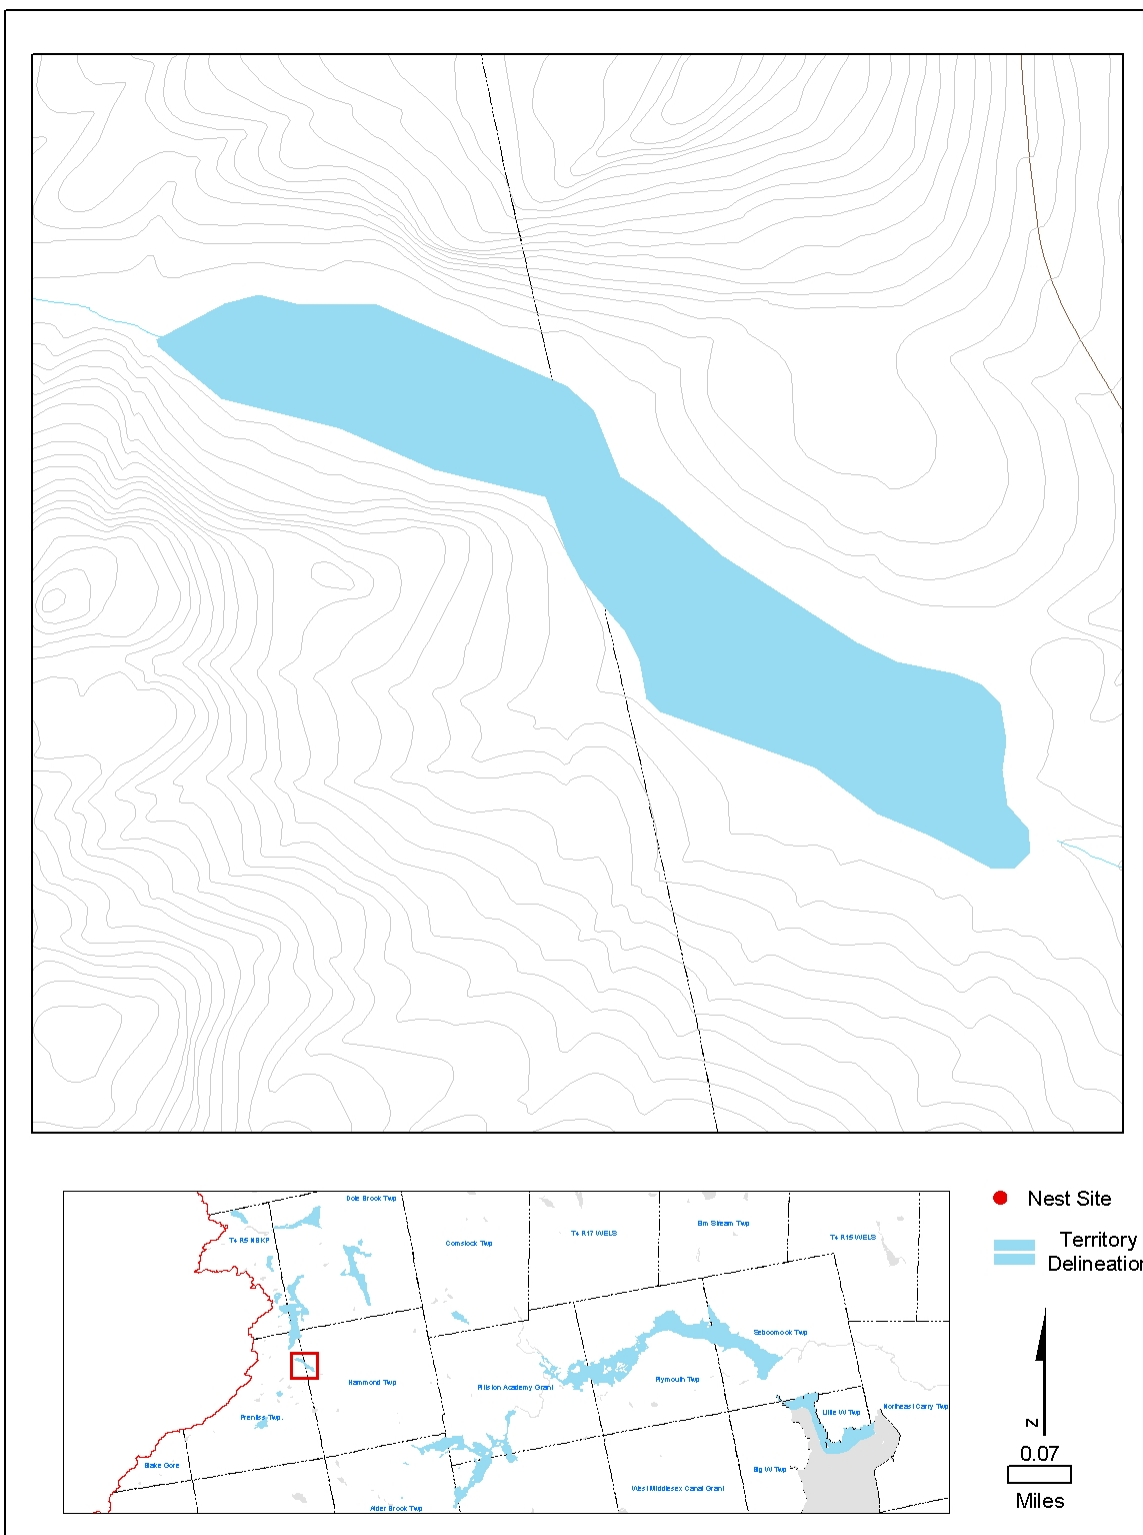 Dole Brook Twp
Elm Stream Twp
T4 R17 WELS
T4 R15 WELS
T4 R5 NBKP
Comstock Twp
Seboomook Twp
Hammond Twp
Pittston Academy Grant
Plymouth Twp
Prentiss Twp.
Little W Twp
Northeast Carry Twp
Blake Gore
Big W Twp
West Middlesex Canal Grant
Alder Brook Twp
Nest Site
Territory
Delineation
N
0.07
Miles